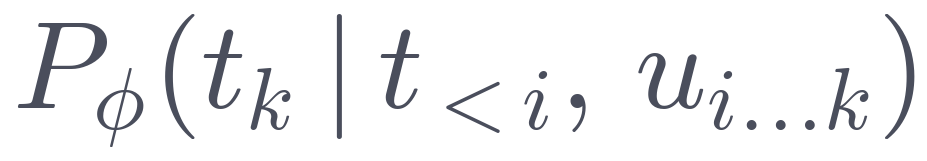 P_ϕ(t_k | t_{<i}, u_{i...k})